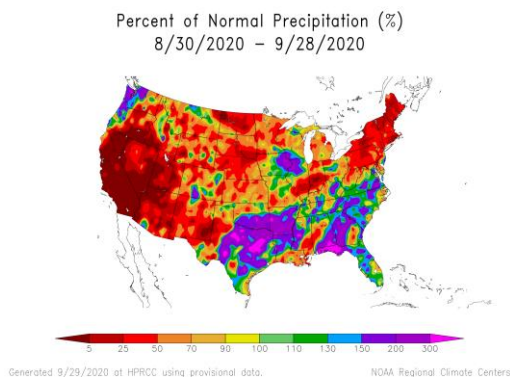 Percent of Normal Precipitation (%)
8/30/2020 – 9/28/2020
5 25 50 70 90 100 110 130 150 200 300
Generated 9/29/2020 at HPRCC using provisional data.
NOAA Regional Climate Centers